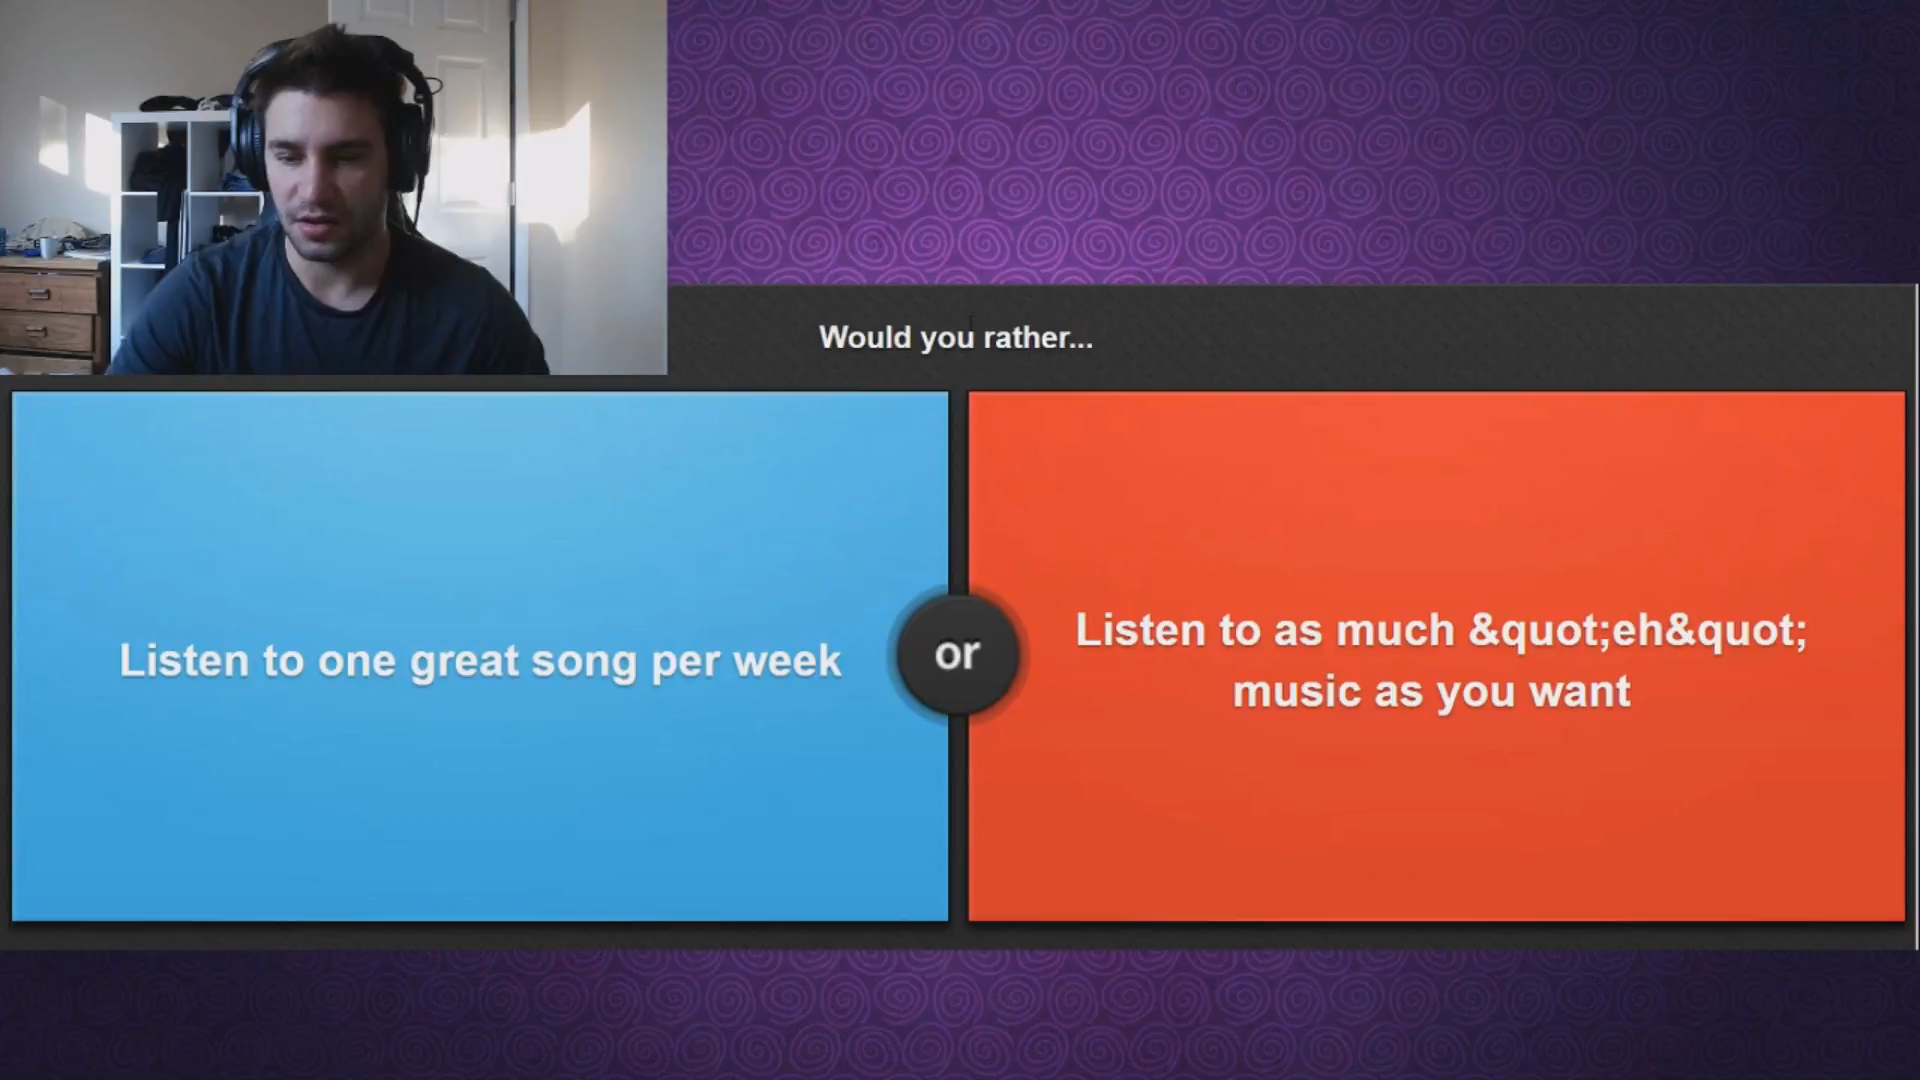 Would you rather...
Listen to one great song per week
or
Listen to as much &quot;eh&quot;
music as you want